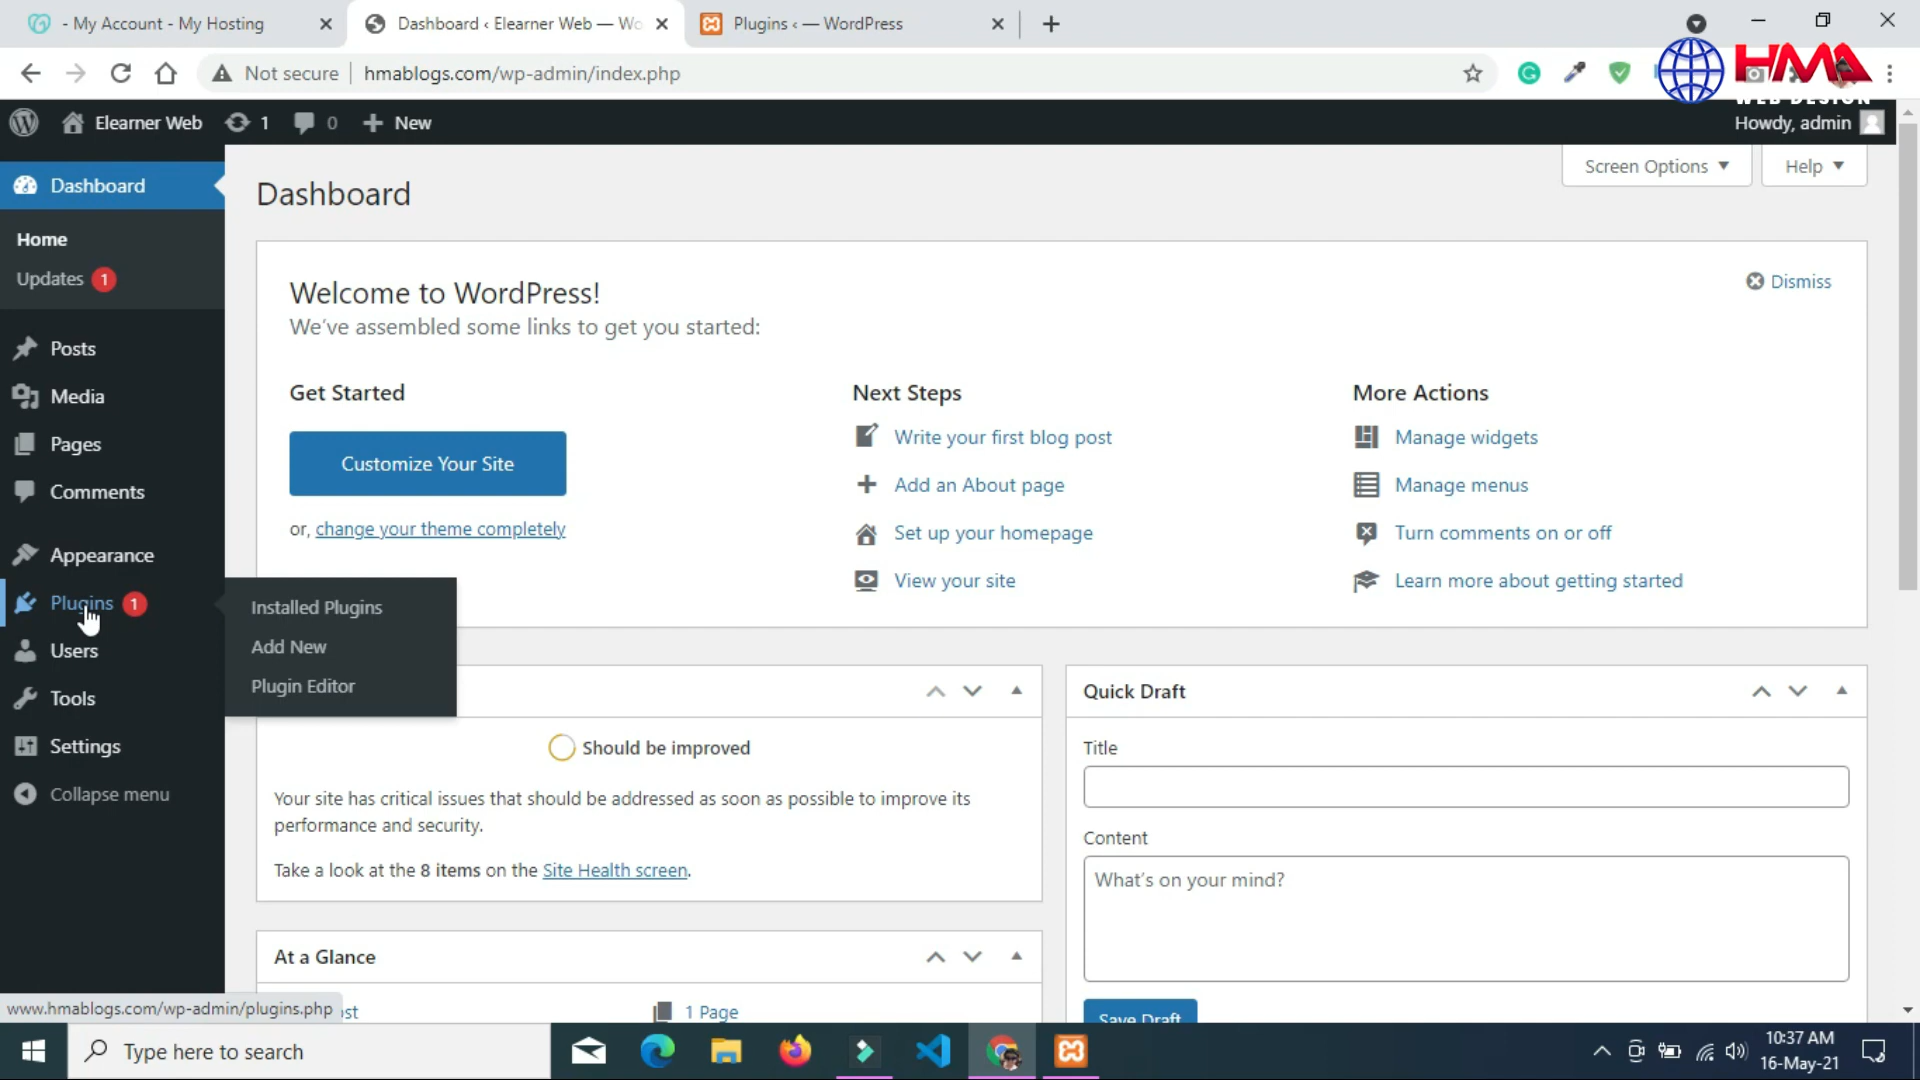 - My Account - My Hosting
Dashboard ‹ Elearner Web — Wo
Plugins ‹ — WordPress
Not secure
hmablogs.com/wp-admin/index.php
HMA
WEB DESIGN
Elearner Web
1
0
New
Howdy, admin
Dashboard
Home
Updates 1
Posts
Media
Pages
Comments
Appearance
Plugins 1
Users
Tools
Settings
Collapse menu
Installed Plugins
Add New
Plugin Editor
Screen Options
Help
Dashboard
Welcome to WordPress!
We’ve assembled some links to get you started:
Dismiss
Get Started
Customize Your Site
or, change your theme completely
Next Steps
Write your first blog post
Add an About page
Set up your homepage
View your site
More Actions
Manage widgets
Manage menus
Turn comments on or off
Learn more about getting started
Should be improved
Your site has critical issues that should be addressed as soon as possible to improve its
performance and security.
Take a look at the 8 items on the Site Health screen.
At a Glance
1 Page
Quick Draft
Title
Content
What’s on your mind?
Save Draft
www.hmablogs.com/wp-admin/plugins.php
Type here to search
10:37 AM
16-May-21